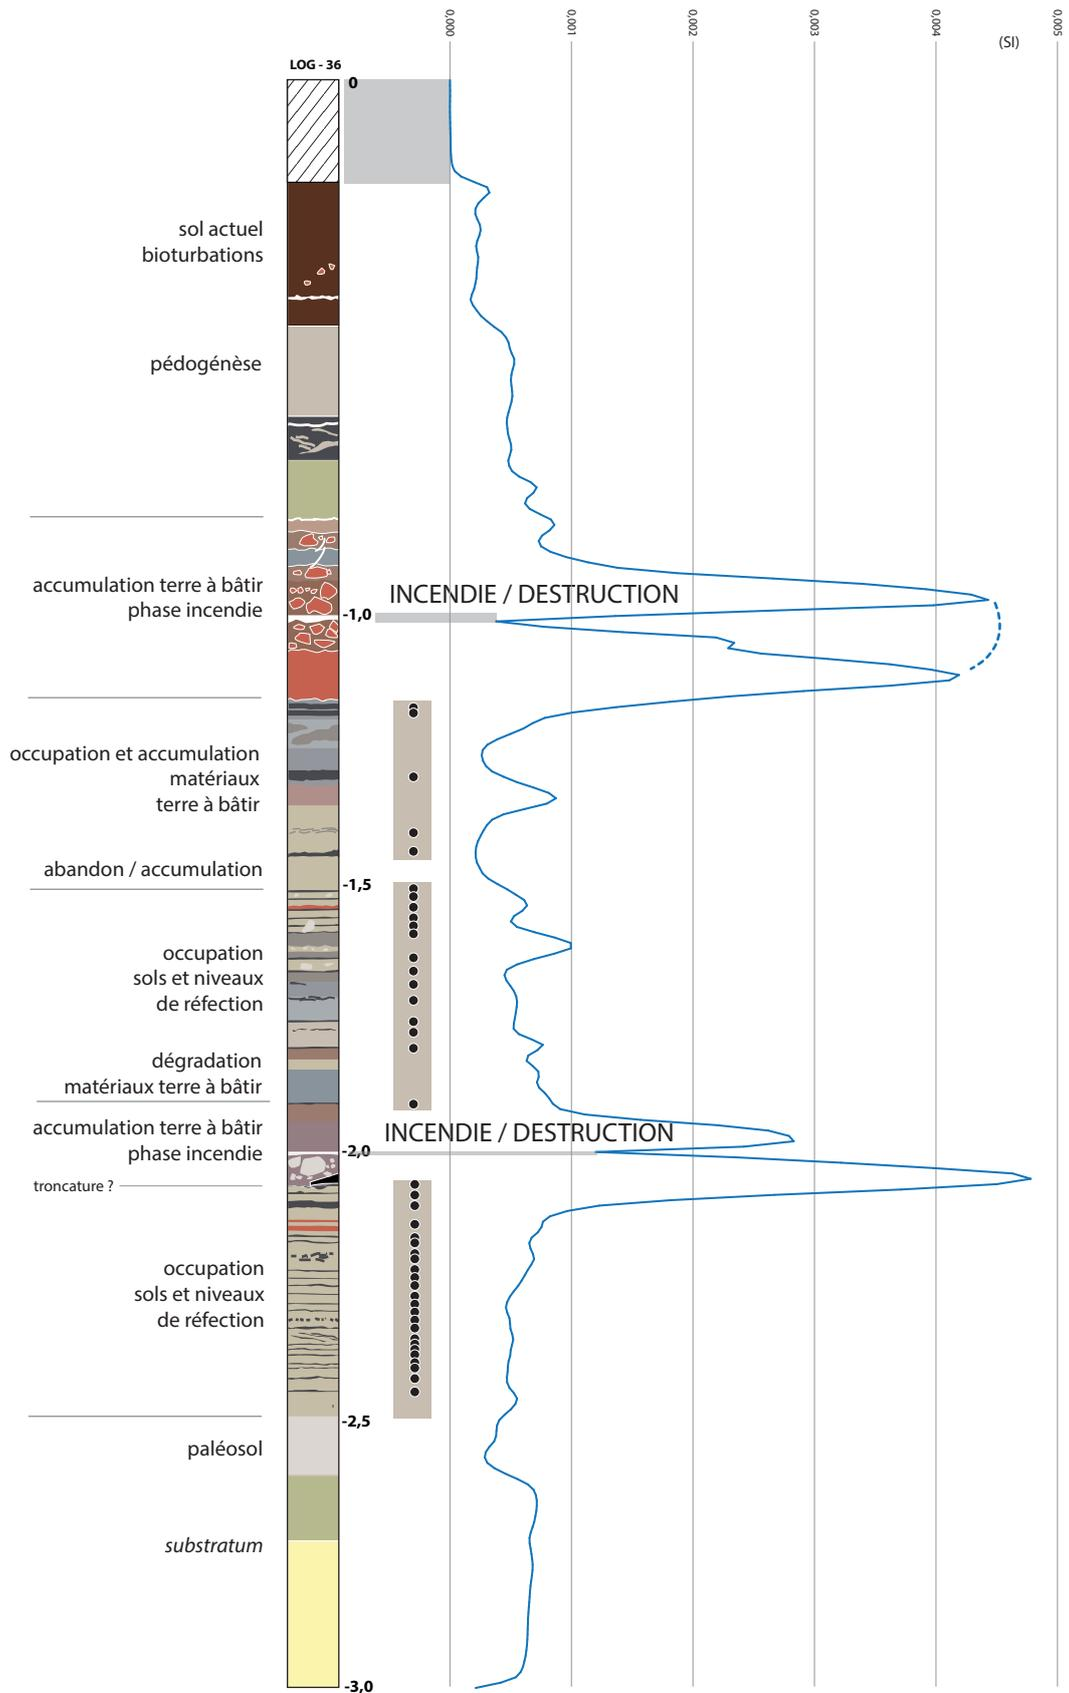 0,000
0,001
0,002
0,003
0,004
0,005
(SI)
LOG - 36
0
sol actuel
bioturbations
pédogénèse
accumulation terre à bâtir
phase incendie
INCENDIE / DESTRUCTION
-1,0
occupation et accumulation
matériaux
terre à bâtir
abandon / accumulation
-1,5
occupation
sols et niveaux
de réfection
dégradation
matériaux terre à bâtir
accumulation terre à bâtir
phase incendie
INCENDIE / DESTRUCTION
-2,0
troncature ?
occupation
sols et niveaux
de réfection
-2,5
paléosol
substratum
-3,0